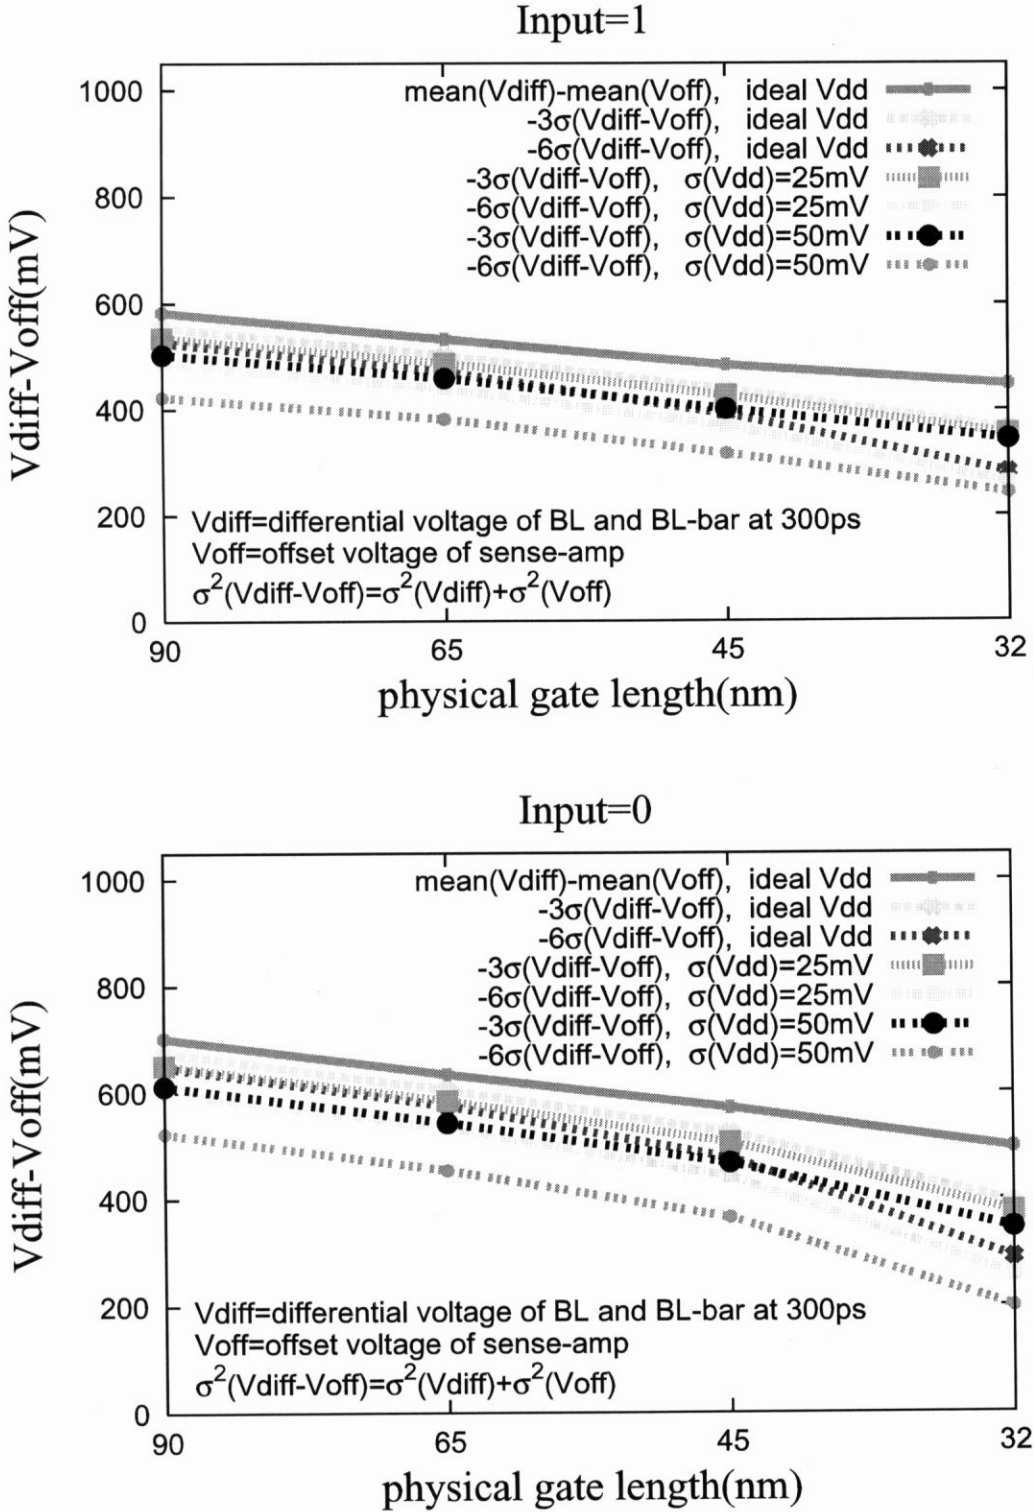 Input=1
1000
800
600
400
200
0
Vdiff-Voff(mV)
mean(Vdiff)-mean(Voff), ideal Vdd
-3σ(Vdiff-Voff), ideal Vdd
-6σ(Vdiff-Voff), ideal Vdd
-3σ(Vdiff-Voff), σ(Vdd)=25mV
-6σ(Vdiff-Voff), σ(Vdd)=25mV
-3σ(Vdiff-Voff), σ(Vdd)=50mV
-6σ(Vdiff-Voff), σ(Vdd)=50mV
Vdiff=differential voltage of BL and BL-bar at 300ps
Voff=offset voltage of sense-amp
σ²(Vdiff-Voff)=σ²(Vdiff)+σ²(Voff)
90 65 45 32
physical gate length(nm)
Input=0
1000
800
600
400
200
0
Vdiff-Voff(mV)
mean(Vdiff)-mean(Voff), ideal Vdd
-3σ(Vdiff-Voff), ideal Vdd
-6σ(Vdiff-Voff), ideal Vdd
-3σ(Vdiff-Voff), σ(Vdd)=25mV
-6σ(Vdiff-Voff), σ(Vdd)=25mV
-3σ(Vdiff-Voff), σ(Vdd)=50mV
-6σ(Vdiff-Voff), σ(Vdd)=50mV
Vdiff=differential voltage of BL and BL-bar at 300ps
Voff=offset voltage of sense-amp
σ²(Vdiff-Voff)=σ²(Vdiff)+σ²(Voff)
90 65 45 32
physical gate length(nm)